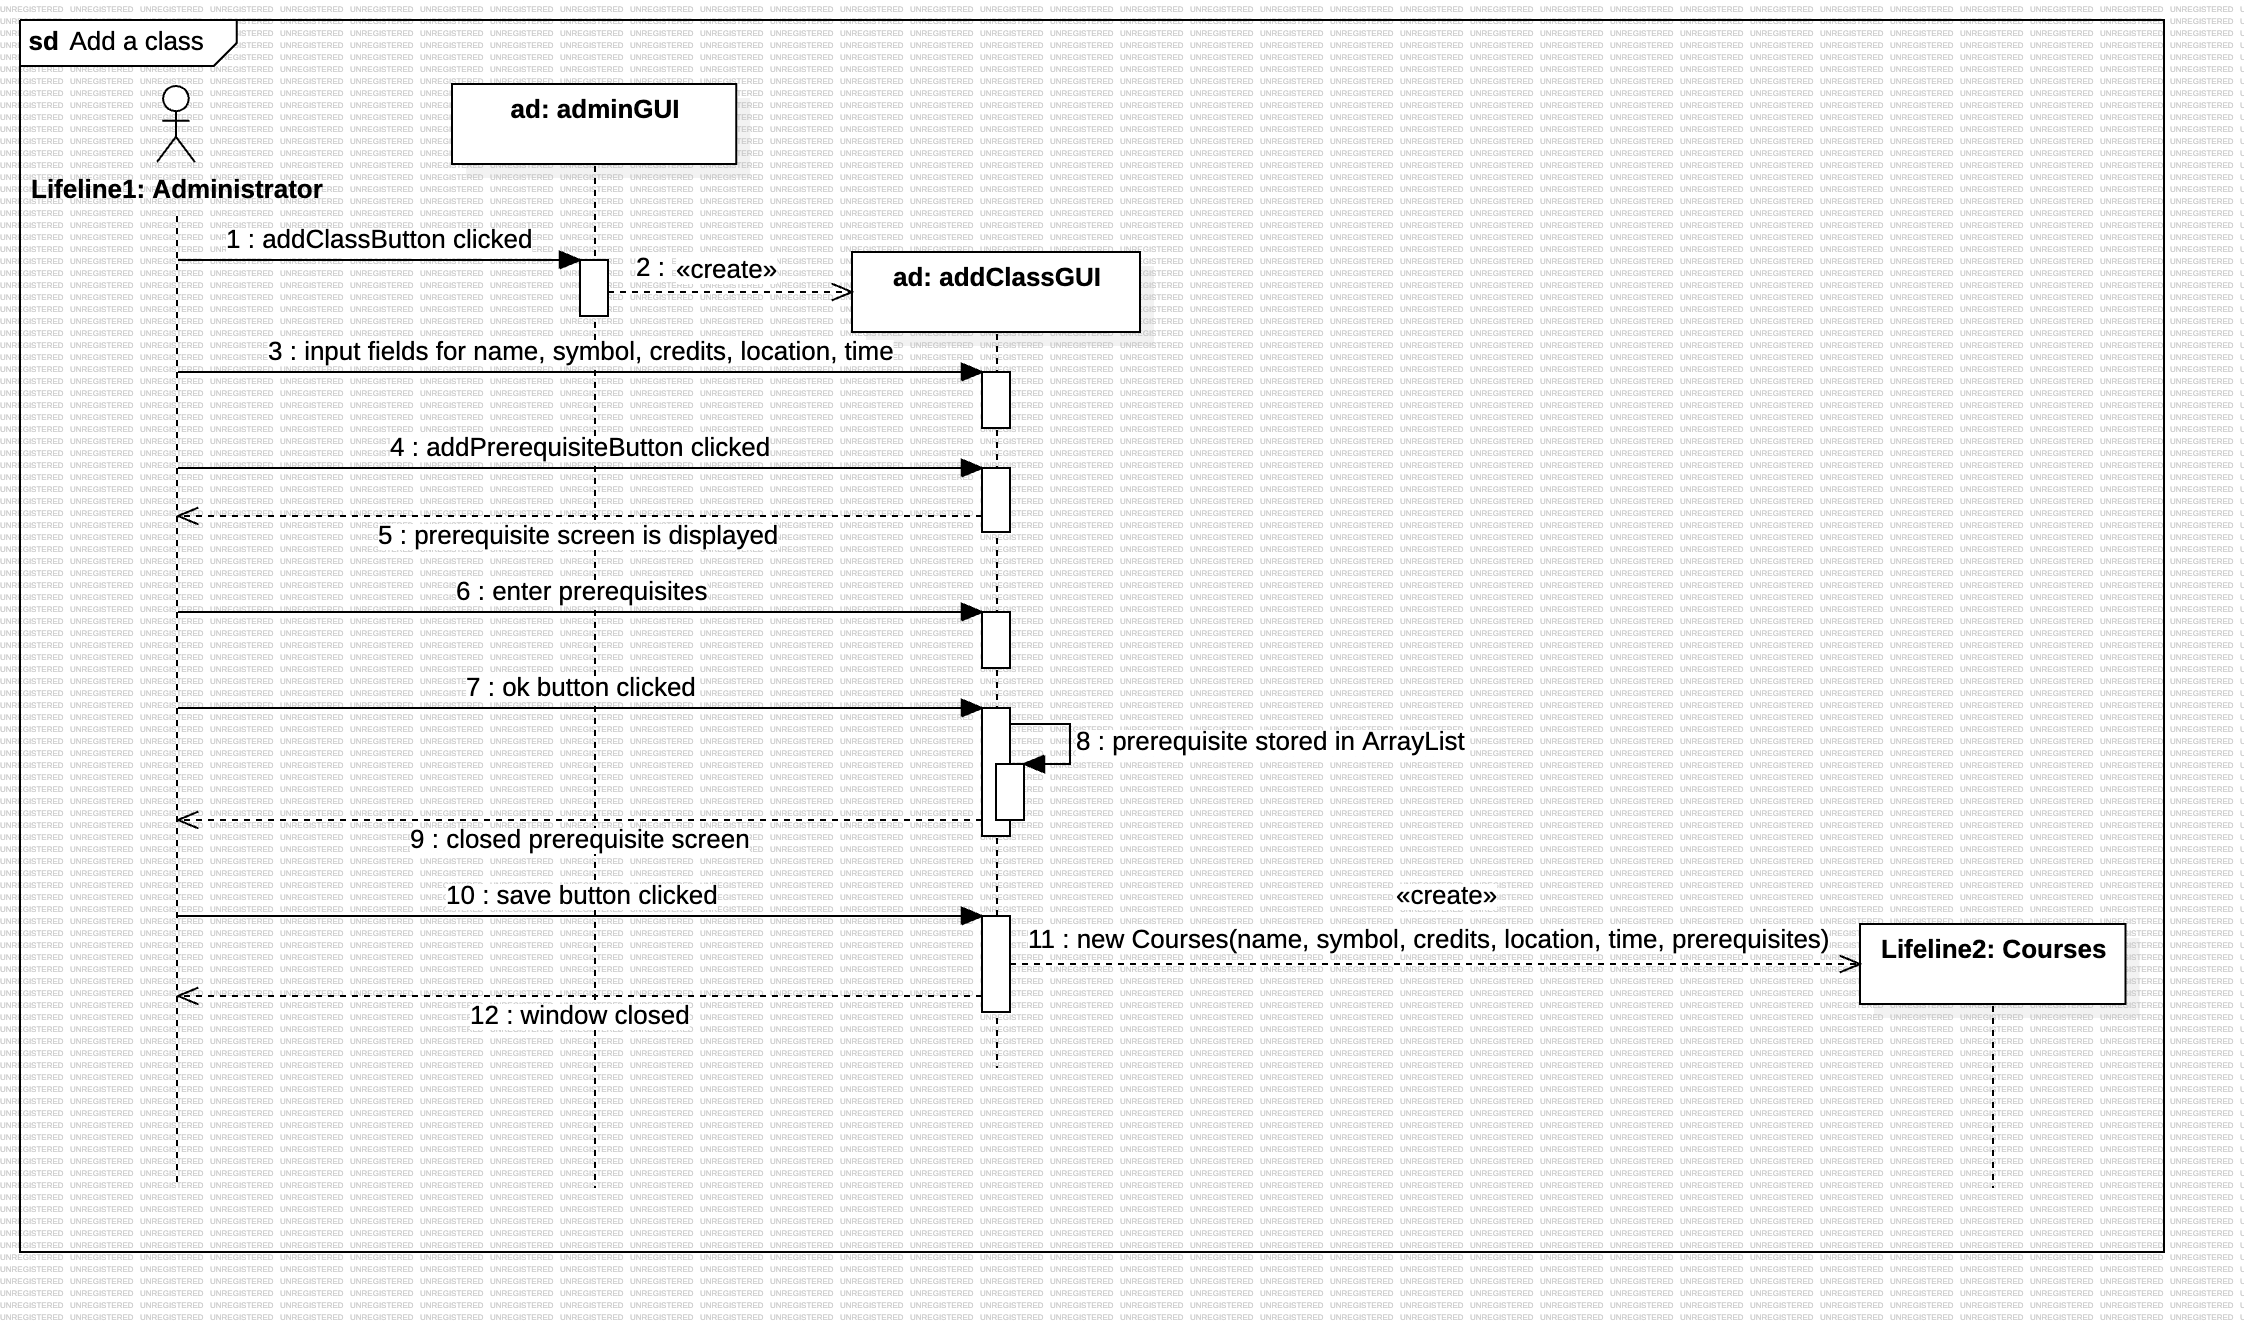 sd Add a class
ad: adminGUI
Lifeline1: Administrator
1 : addClassButton clicked
2 : «create»
ad: addClassGUI
3 : input fields for name, symbol, credits, location, time
4 : addPrerequisiteButton clicked
5 : prerequisite screen is displayed
6 : enter prerequisites
7 : ok button clicked
8 : prerequisite stored in ArrayList
9 : closed prerequisite screen
10 : save button clicked
«create»
11 : new Courses(name, symbol, credits, location, time, prerequisites)
Lifeline2: Courses
12 : window closed
UNREGISTERED